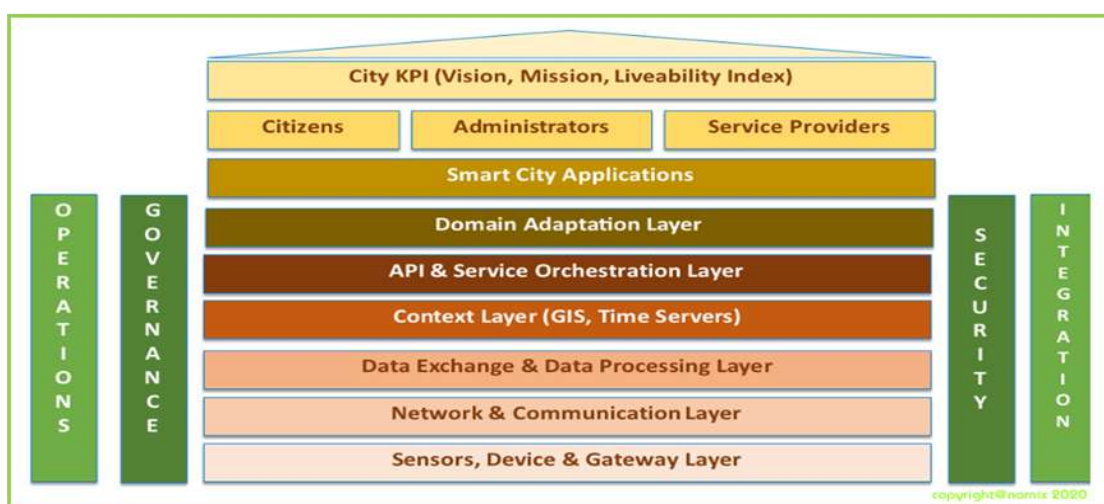 City KPI (Vision, Mission, Liveability Index)
Citizens
Administrators
Service Providers
Smart City Applications
Domain Adaptation Layer
API & Service Orchestration Layer
Context Layer (GIS, Time Servers)
Data Exchange & Data Processing Layer
Network & Communication Layer
Sensors, Device & Gateway Layer
OPERATIONS
GOVERNANCE
SECURITY
INTEGRATION
copyright@narnix 2020